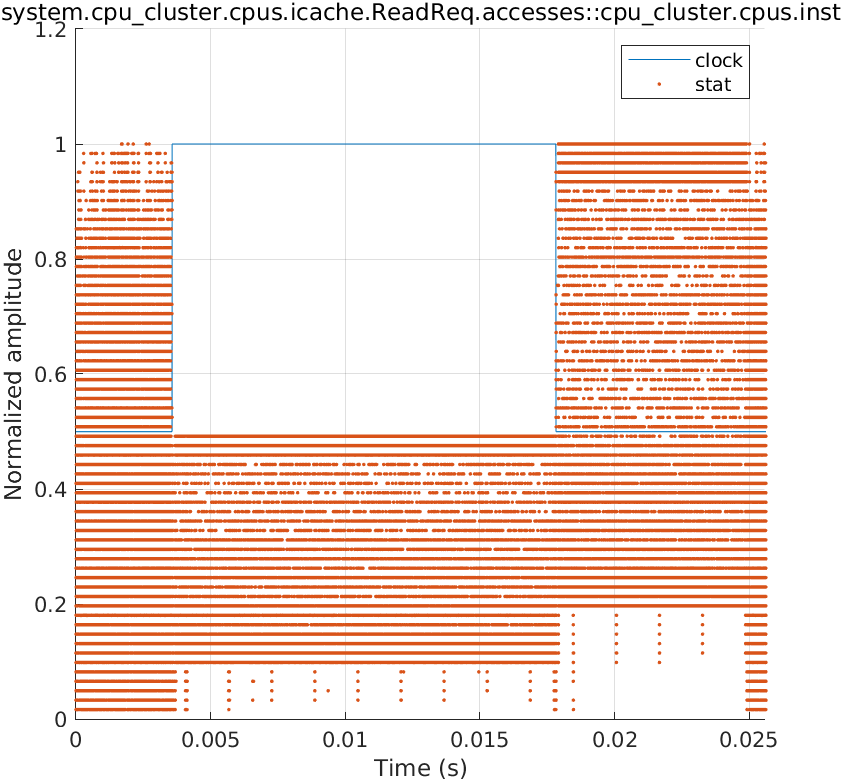 system.cpu_cluster.cpus.icache.ReadReq.accesses::cpu_cluster.cpus.inst
1.2
clock
stat
1
0.8
0.6
0.4
0.2
0
Normalized amplitude
0
0.005
0.01
0.015
0.02
0.025
Time (s)